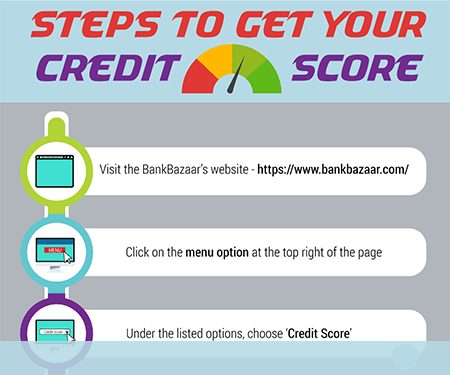 STEPS TO GET YOUR
CREDIT SCORE
Visit the BankBazaar's website - https://www.bankbazaar.com/
MENU
Click on the menu option at the top right of the page
Credit Score
Under the listed options, choose 'Credit Score'